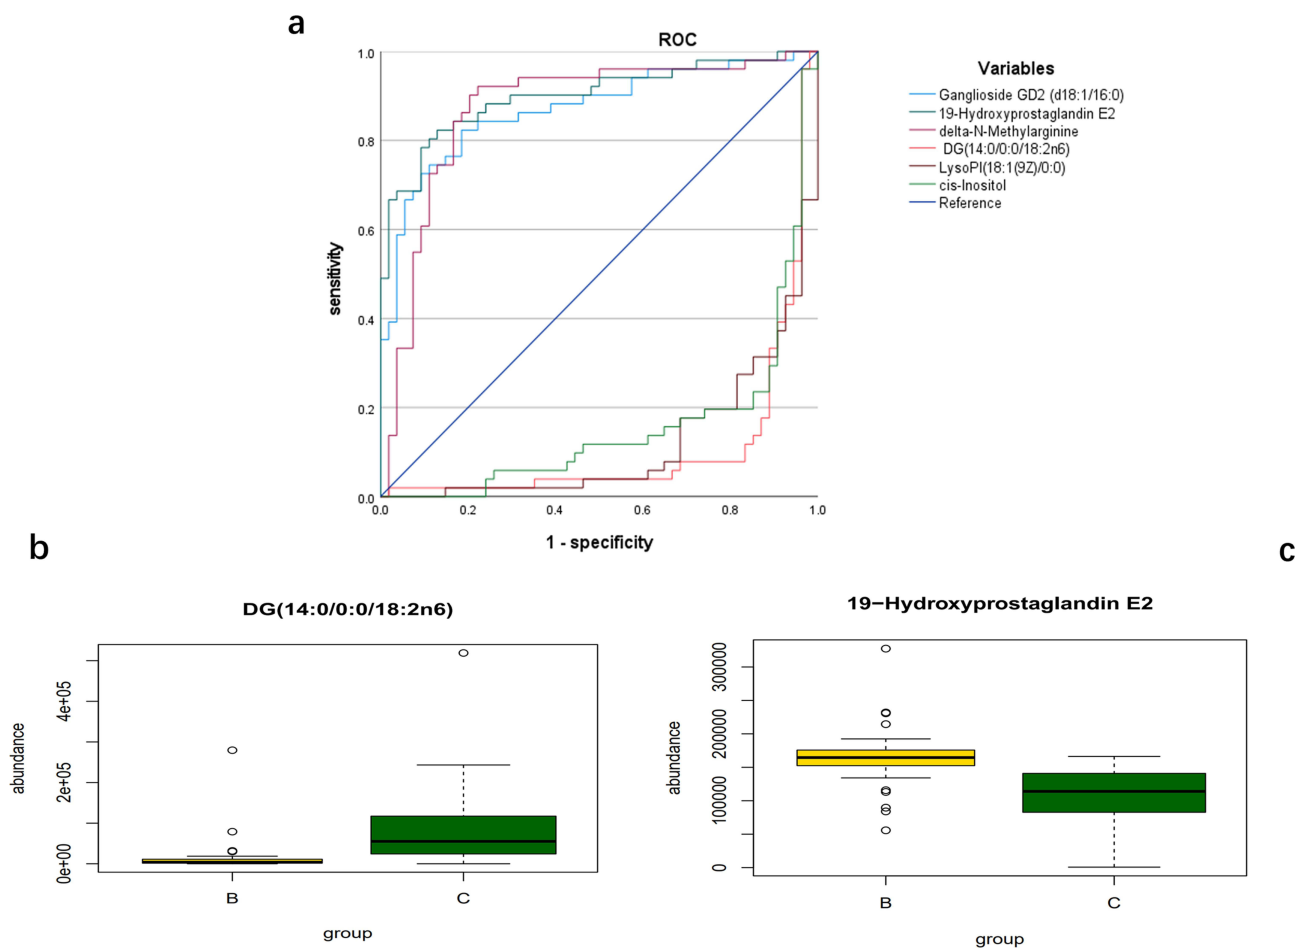 a
ROC
1.0
0.8
0.6
0.4
0.2
0.0
sensitivity
0.0 0.2 0.4 0.6 0.8 1.0
1 - specificity
Variables
Ganglioside GD2 (d18:1/16:0)
19-Hydroxyprostaglandin E2
delta-N-Methylarginine
DG(14:0/0:0/18:2n6)
LysoPI(18:1(9Z)/0:0)
cis-Inositol
Reference
b
DG(14:0/0:0/18:2n6)
abundance
4e+05
2e+05
0e+00
B C
group
c
19−Hydroxyprostaglandin E2
abundance
300000
200000
100000
0
B C
group